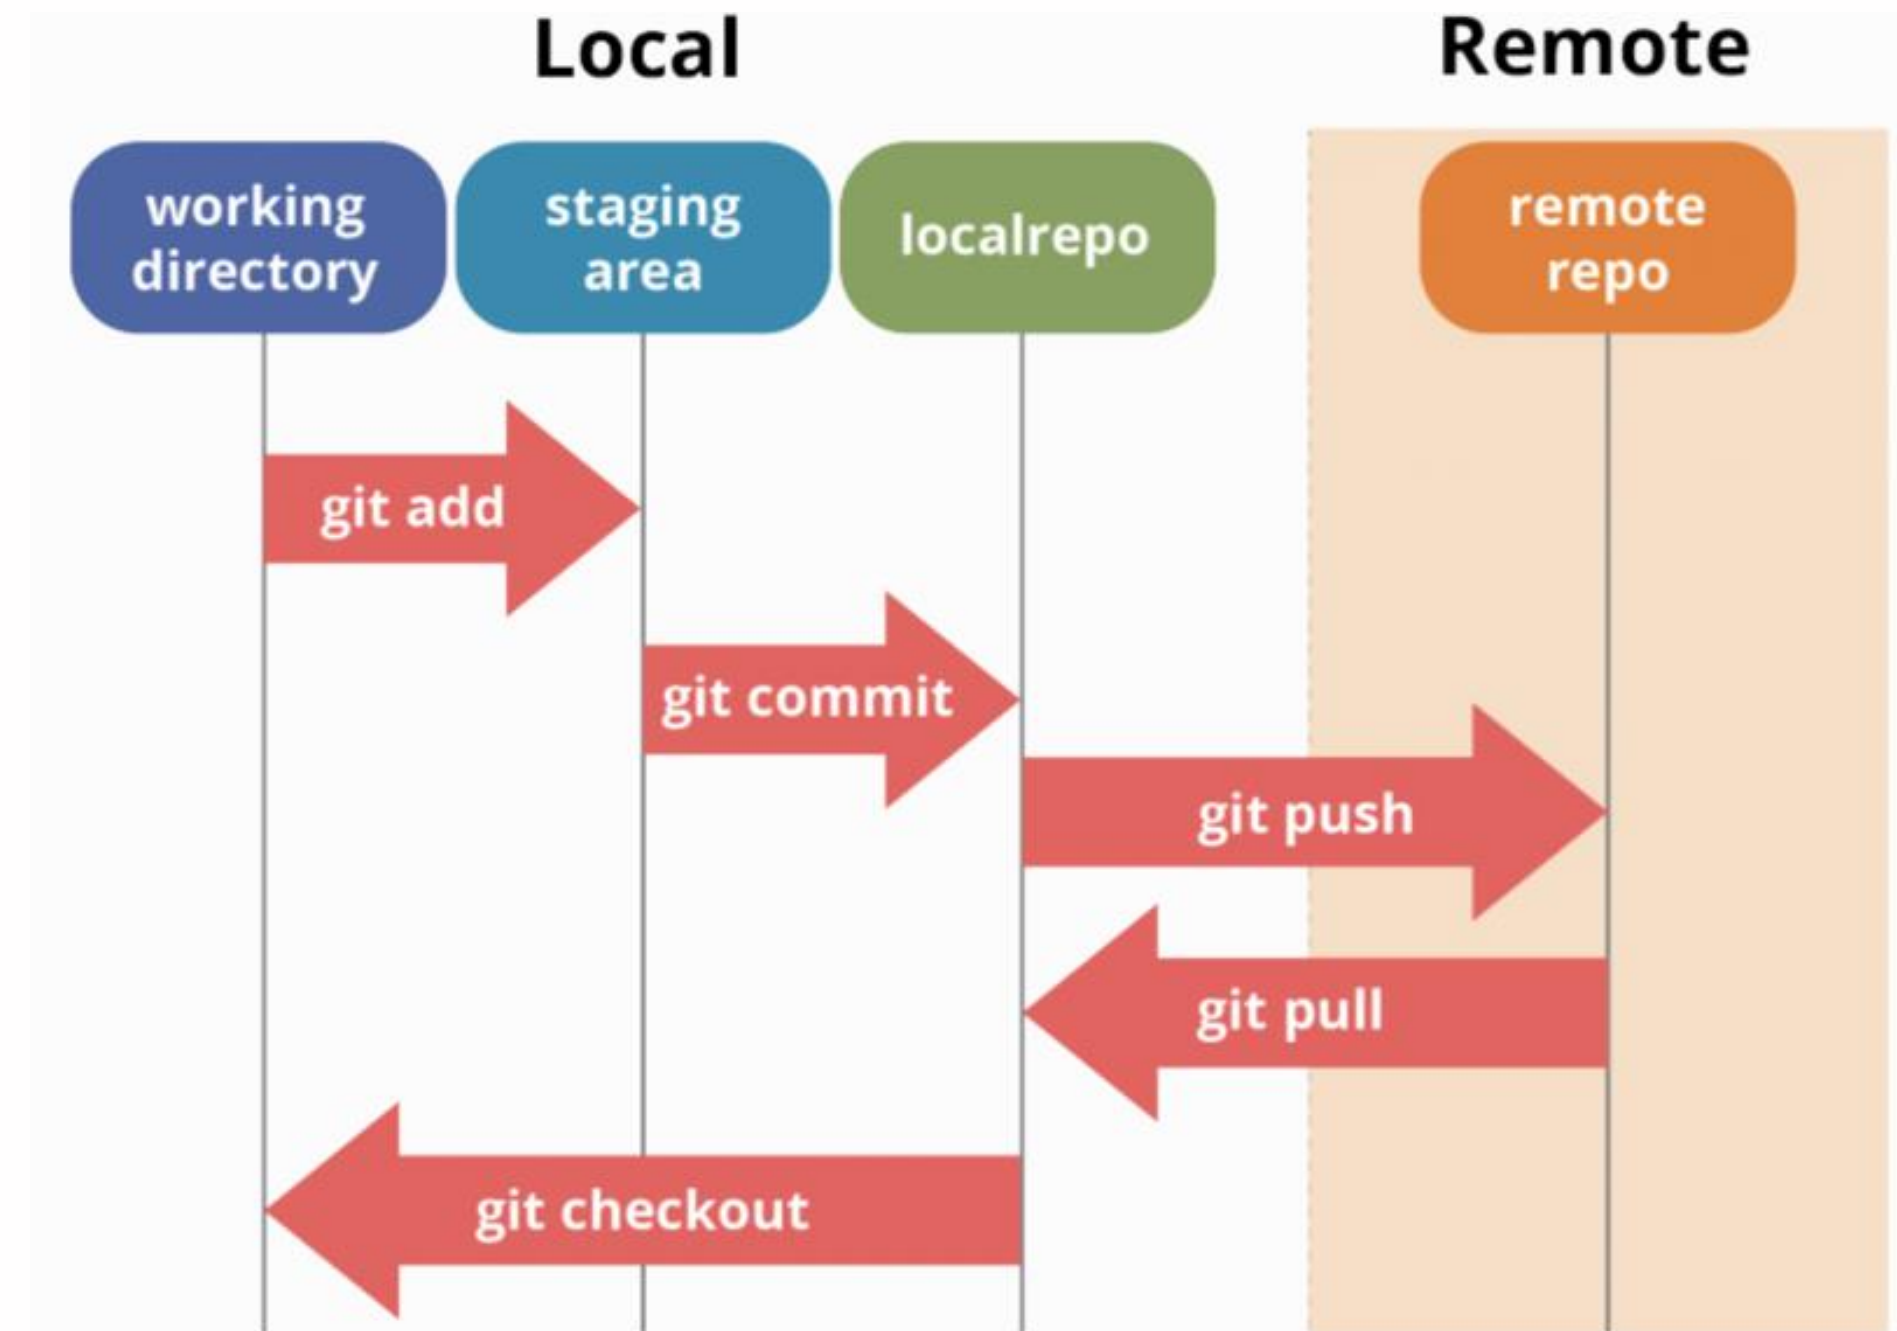 Local
Remote
working
directory
staging
area
localrepo
remote
repo
git add
git commit
git push
git pull
git checkout